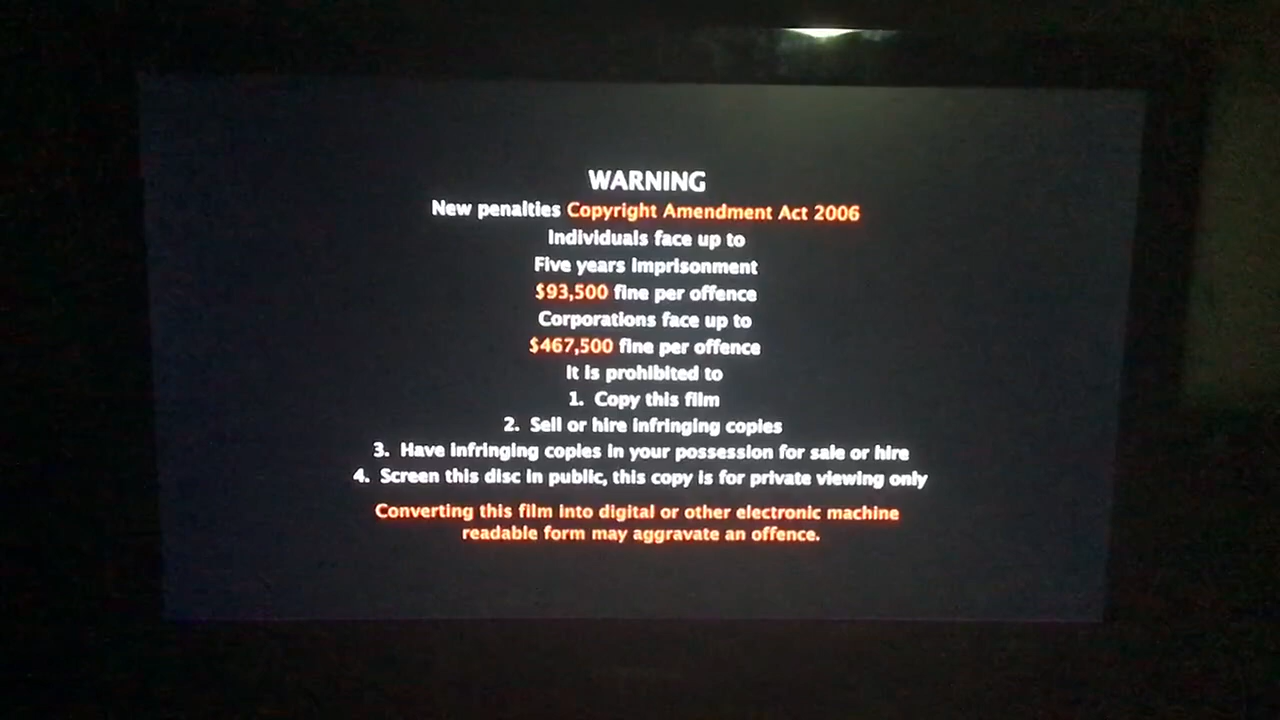 WARNING
New penalties Copyright Amendment Act 2006
Individuals face up to
Five years imprisonment
$93,500 fine per offence
Corporations face up to
$467,500 fine per offence
It is prohibited to
1. Copy this film
2. Sell or hire infringing copies
3. Have infringing copies in your possession for sale or hire
4. Screen this disc in public, this copy is for private viewing only
Converting this film into digital or other electronic machine
readable form may aggravate an offence.